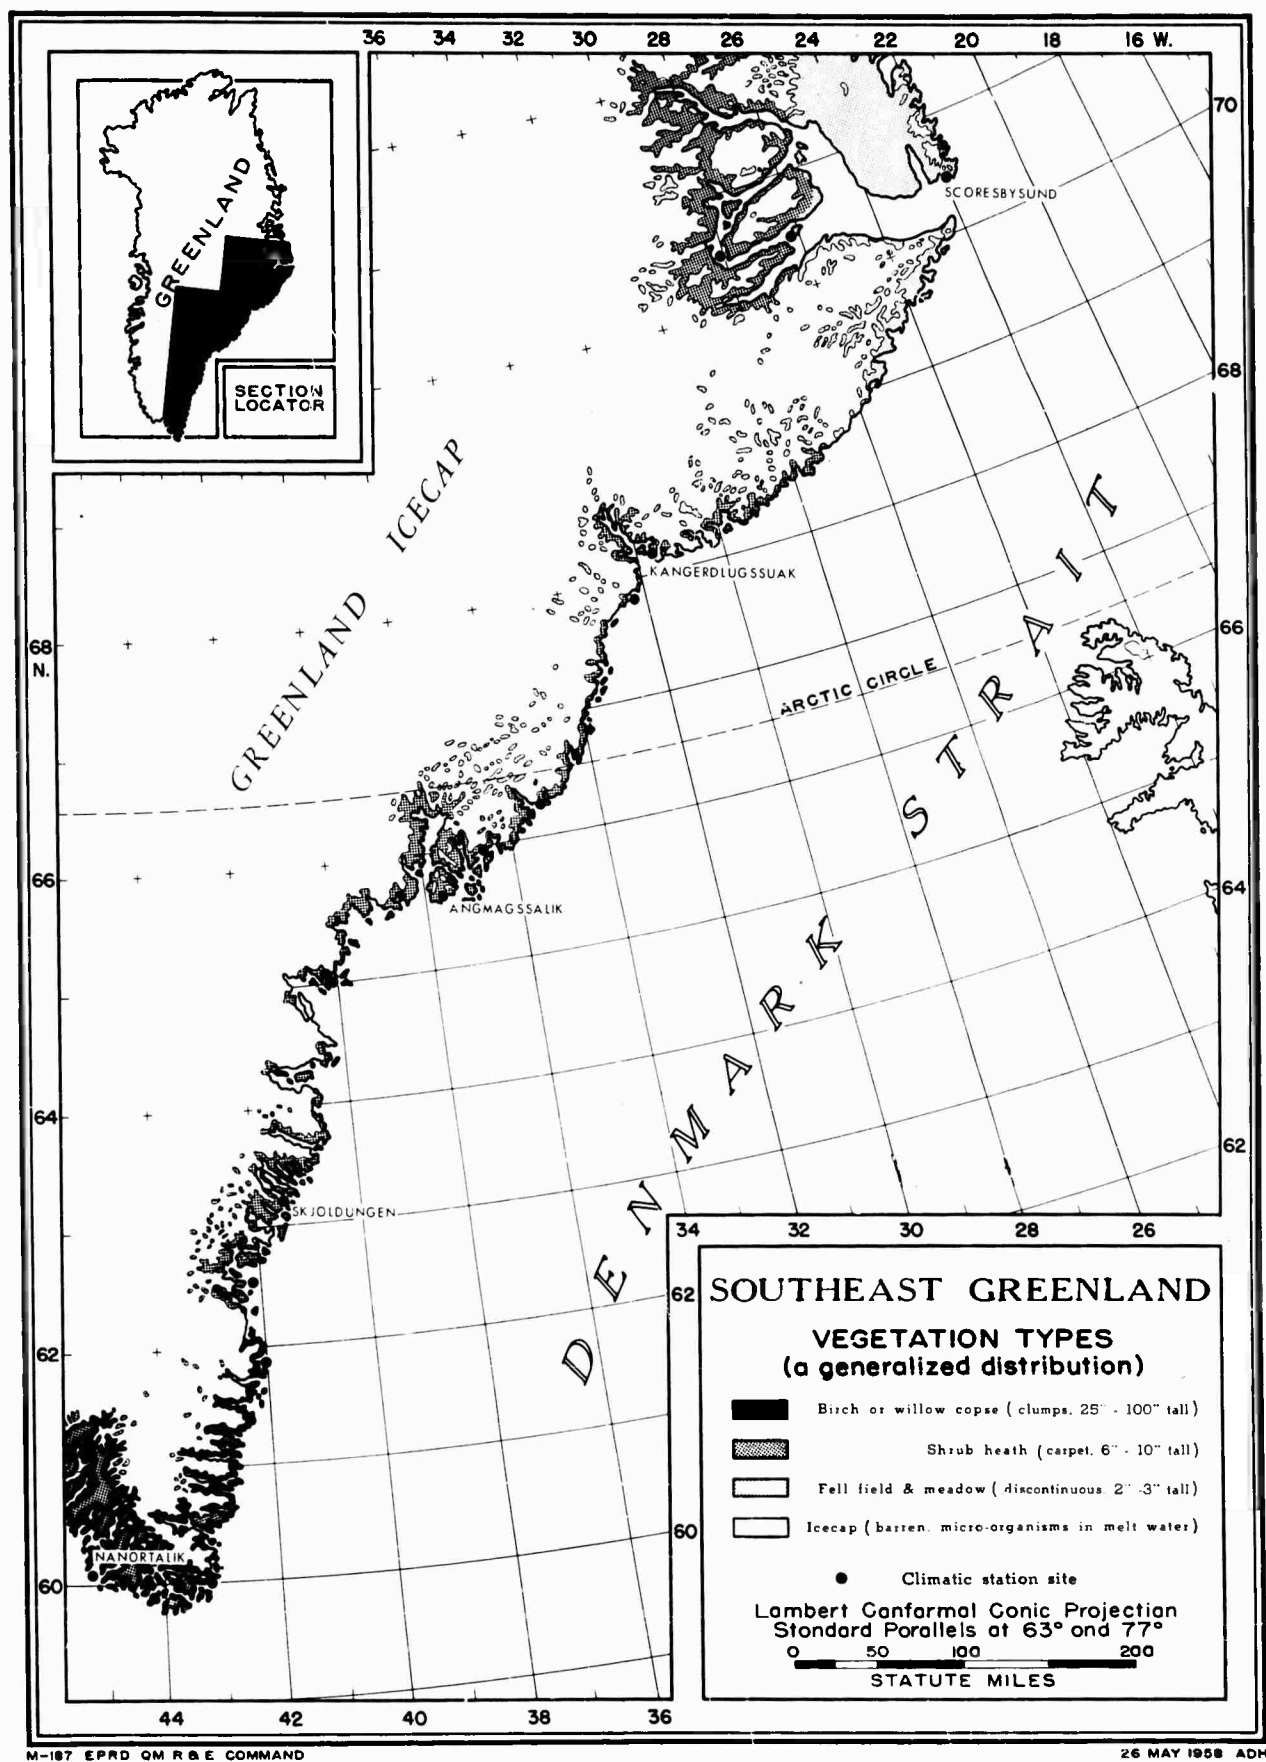 36 34 32 30 28 26 24 22 20 18 16 W.
70
68
66
64
62
GREENLAND
SECTION
LOCATOR
SCORESBYSUND
GREENLAND ICECAP
KANGERDLUGSSUAK
68
N.
ARCTIC CIRCLE
DENMARK STRAIT
66
ANGMAGSSALIK
64
SKJOLDUNGEN
62
NANORTALIK
60
34 32 30 28 26
62
60
44 42 40 38 36
SOUTHEAST GREENLAND
VEGETATION TYPES
(a generalized distribution)
Birch or willow copse ( clumps, 25" - 100" tall )
Shrub heath ( carpet, 6" - 10" tall )
Fell field & meadow ( discontinuous 2" -3" tall )
Icecap ( barren, micro-organisms in melt water )
Climatic station site
Lambert Conformal Conic Projection
Standard Parallels at 63° and 77°
0 50 100 200
STATUTE MILES
M-187 EPRD QM R & E COMMAND
26 MAY 1958 ADH